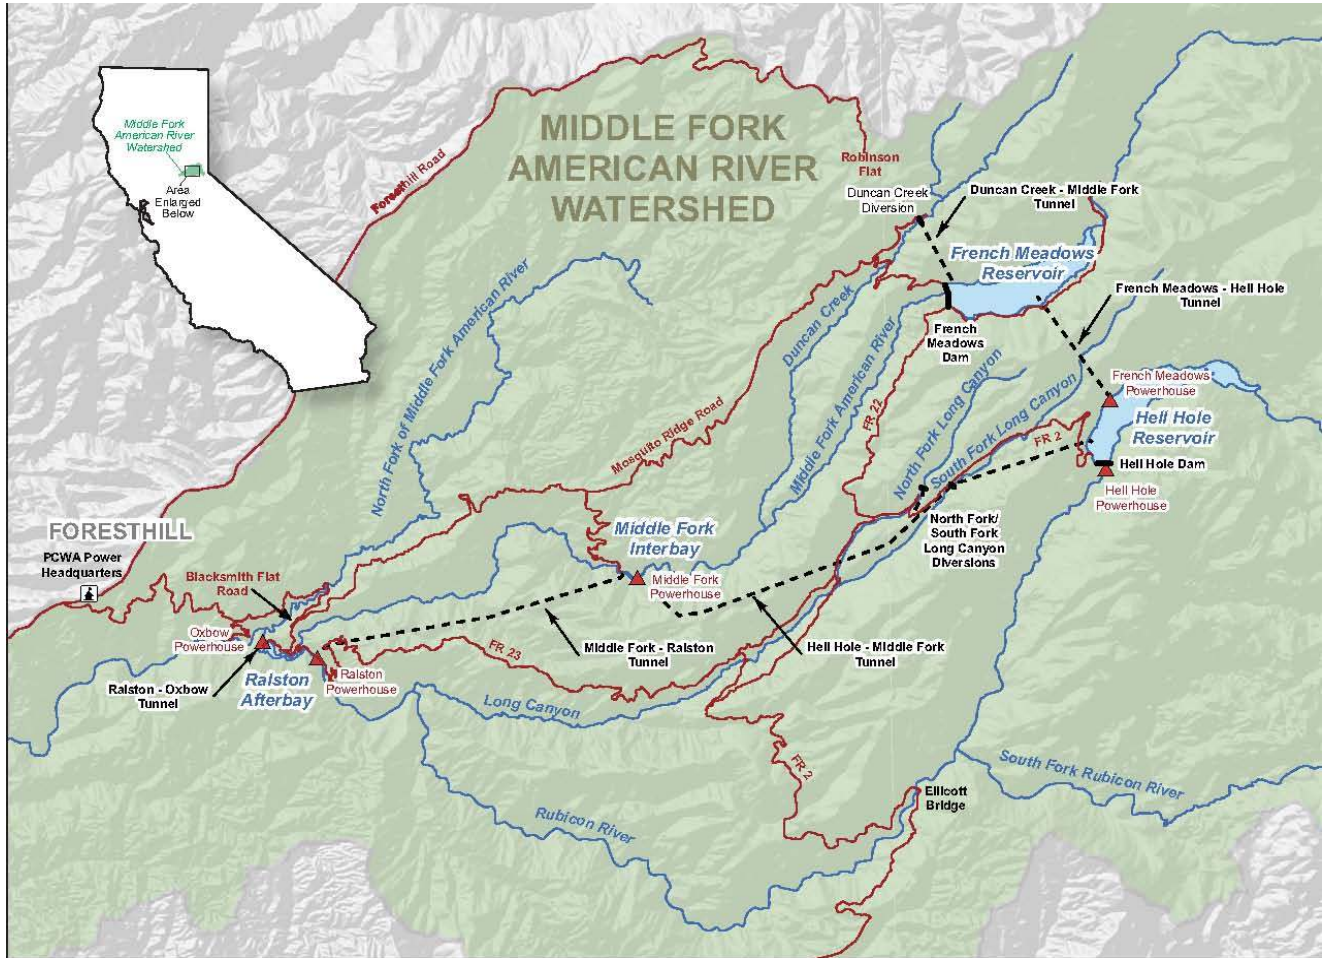 MIDDLE FORK
AMERICAN RIVER
WATERSHED
Middle Fork
American River
Watershed
Area
Enlarged
Below
Foresthill Road
Robinson
Flat
Duncan Creek
Diversion
Duncan Creek - Middle Fork
Tunnel
French Meadows
Reservoir
French Meadows - Hell Hole
Tunnel
North Fork of Middle Fork American River
Duncan Creek
Middle Fork American River
French
Meadows
Dam
French Meadows
Powerhouse
Hell Hole
Reservoir
FR 22
North Fork Long Canyon
South Fork Long Canyon
FR 2
Hell Hole Dam
Hell Hole
Powerhouse
Mosquito Ridge Road
FORESTHILL
PCWA Power
Headquarters
Middle Fork
Interbay
North Fork/
South Fork
Long Canyon
Diversions
Blacksmith Flat
Road
Middle Fork
Powerhouse
Oxbow
Powerhouse
Middle Fork - Ralston
Tunnel
Hell Hole - Middle Fork
Tunnel
FR 23
Ralston - Oxbow
Tunnel
Ralston
Afterbay
Ralston
Powerhouse
Long Canyon
FR 2
South Fork Rubicon River
Ellicott
Bridge
Rubicon River